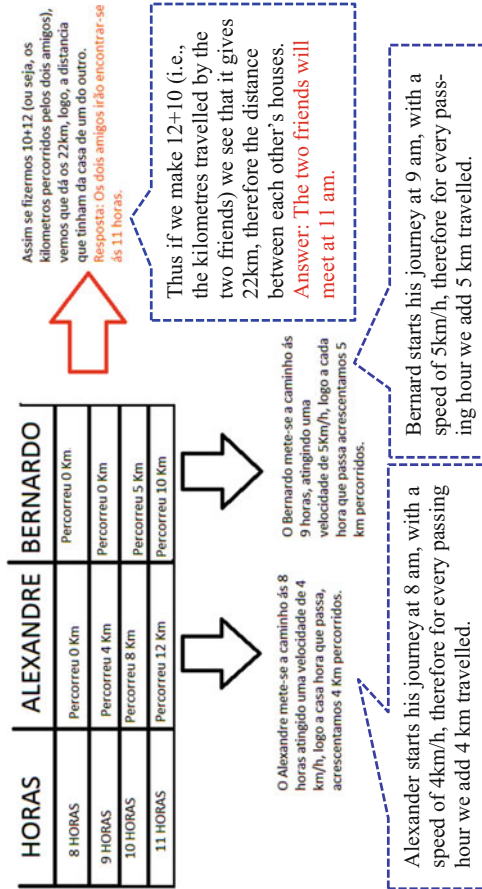 HORAS ALEXANDRE BERNARDO
8 HORAS Percorreu 0 Km Percorreu 0 Km
9 HORAS Percorreu 4 Km Percorreu 0 Km
10 HORAS Percorreu 8 Km Percorreu 5 Km
11 HORAS Percorreu 12 Km Percorreu 10 Km
Assim se fizermos 10+12 (ou seja, os
kilometros percorridos pelos dois amigos),
vemos que dá os 22km, logo, a distancia
que tinham da casa de um do outro.
Resposta: Os dois amigos irão encontrar-se
ás 11 horas.
Thus if we make 12+10 (i.e.,
the kilometres travelled by the
two friends) we see that it gives
22km, therefore the distance
between each other's houses.
Answer: The two friends will
meet at 11 am.
O Alexandre mete-se a caminho ás 8
horas atingido uma velocidade de 4
km/h, logo a casa hora que passa,
acrescentamos 4 Km percorridos.
O Bernardo mete-se a caminho ás
9 horas, atingindo uma
velocidade de 5Km/h, logo a cada
hora que passa acrescentamos 5
km percorridos.
Alexander starts his journey at 8 am, with a
speed of 4km/h, therefore for every passing
hour we add 4 km travelled.
Bernard starts his journey at 9 am, with a
speed of 5km/h, therefore for every pass-
ing hour we add 5 km travelled.